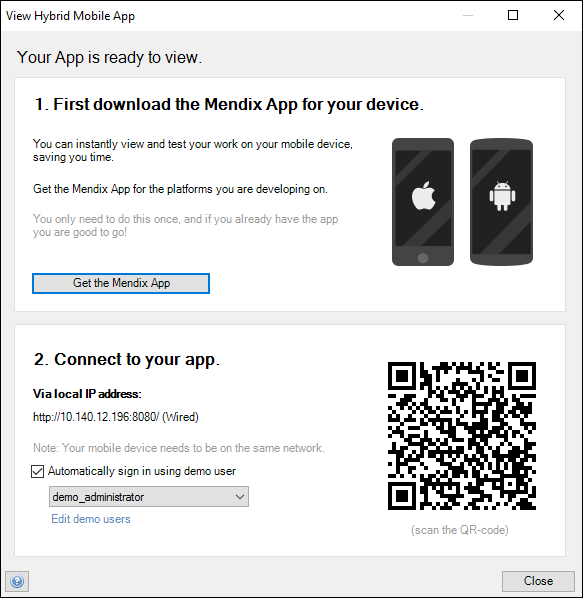 View Hybrid Mobile App
Your App is ready to view.
1. First download the Mendix App for your device.
You can instantly view and test your work on your mobile device,
saving you time.
Get the Mendix App for the platforms you are developing on.
You only need to do this once, and if you already have the app
you are good to go!
Get the Mendix App
2. Connect to your app.
Via local IP address:
http://10.140.12.196:8080/ (Wired)
Note: Your mobile device needs to be on the same network.
Automatically sign in using demo user
demo_administrator
Edit demo users
(scan the QR-code)
?
Close